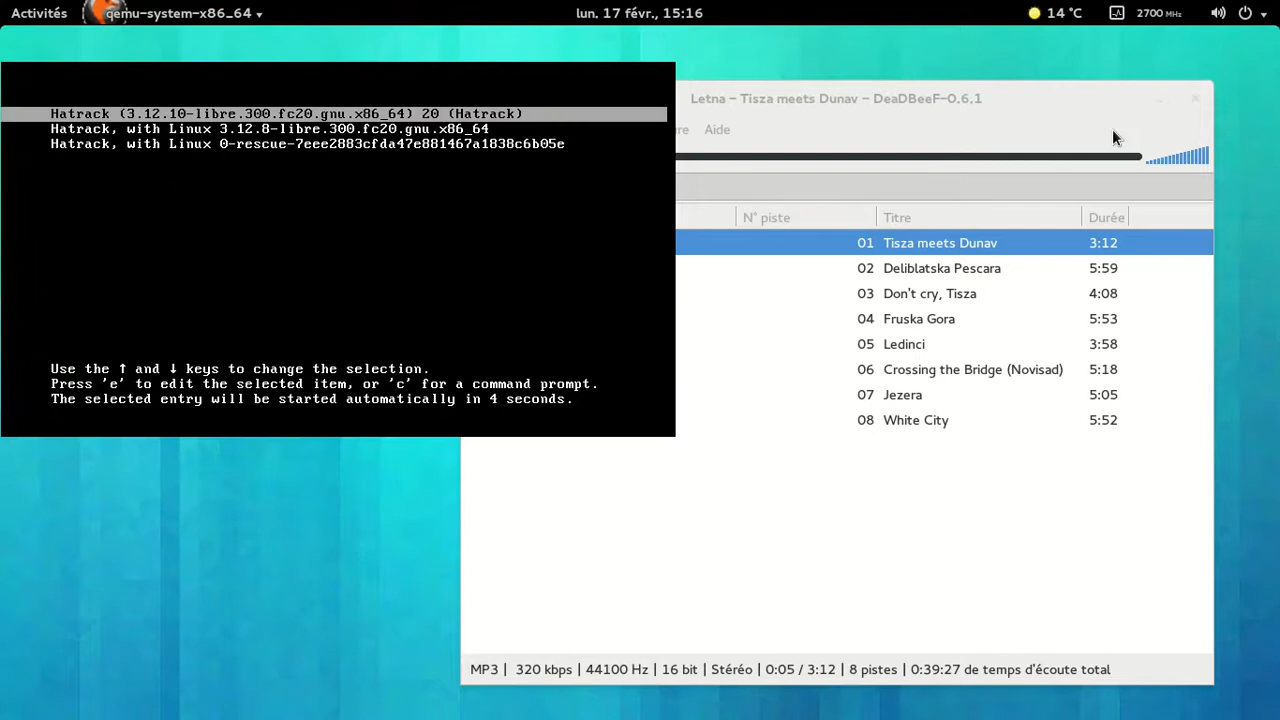 Activités qemu-system-x86_64 lun. 17 févr., 15:16 14 °C 2700 MHz
Hatrack (3.12.10-libre.300.fc20.gnu.x86_64) 20 (Hatrack)
Hatrack, with Linux 3.12.8-libre.300.fc20.gnu.x86_64
Hatrack, with Linux 0-rescue-7eee2883cfda47e881467a1838c6b05e
Use the ↑ and ↓ keys to change the selection.
Press 'e' to edit the selected item, or 'c' for a command prompt.
The selected entry will be started automatically in 4 seconds.
Letna – Tisza meets Dunav – DeaDBeeF-0.6.1
Aide
N° piste Titre Durée
01 Tisza meets Dunav 3:12
02 Deliblatska Pescara 5:59
03 Don't cry, Tisza 4:08
04 Fruska Gora 5:53
05 Ledinci 3:58
06 Crossing the Bridge (Novisad) 5:18
07 Jezera 5:05
08 White City 5:52
MP3 | 320 kbps | 44100 Hz | 16 bit | Stéréo | 0:05 / 3:12 | 8 pistes | 0:39:27 de temps d'écoute total